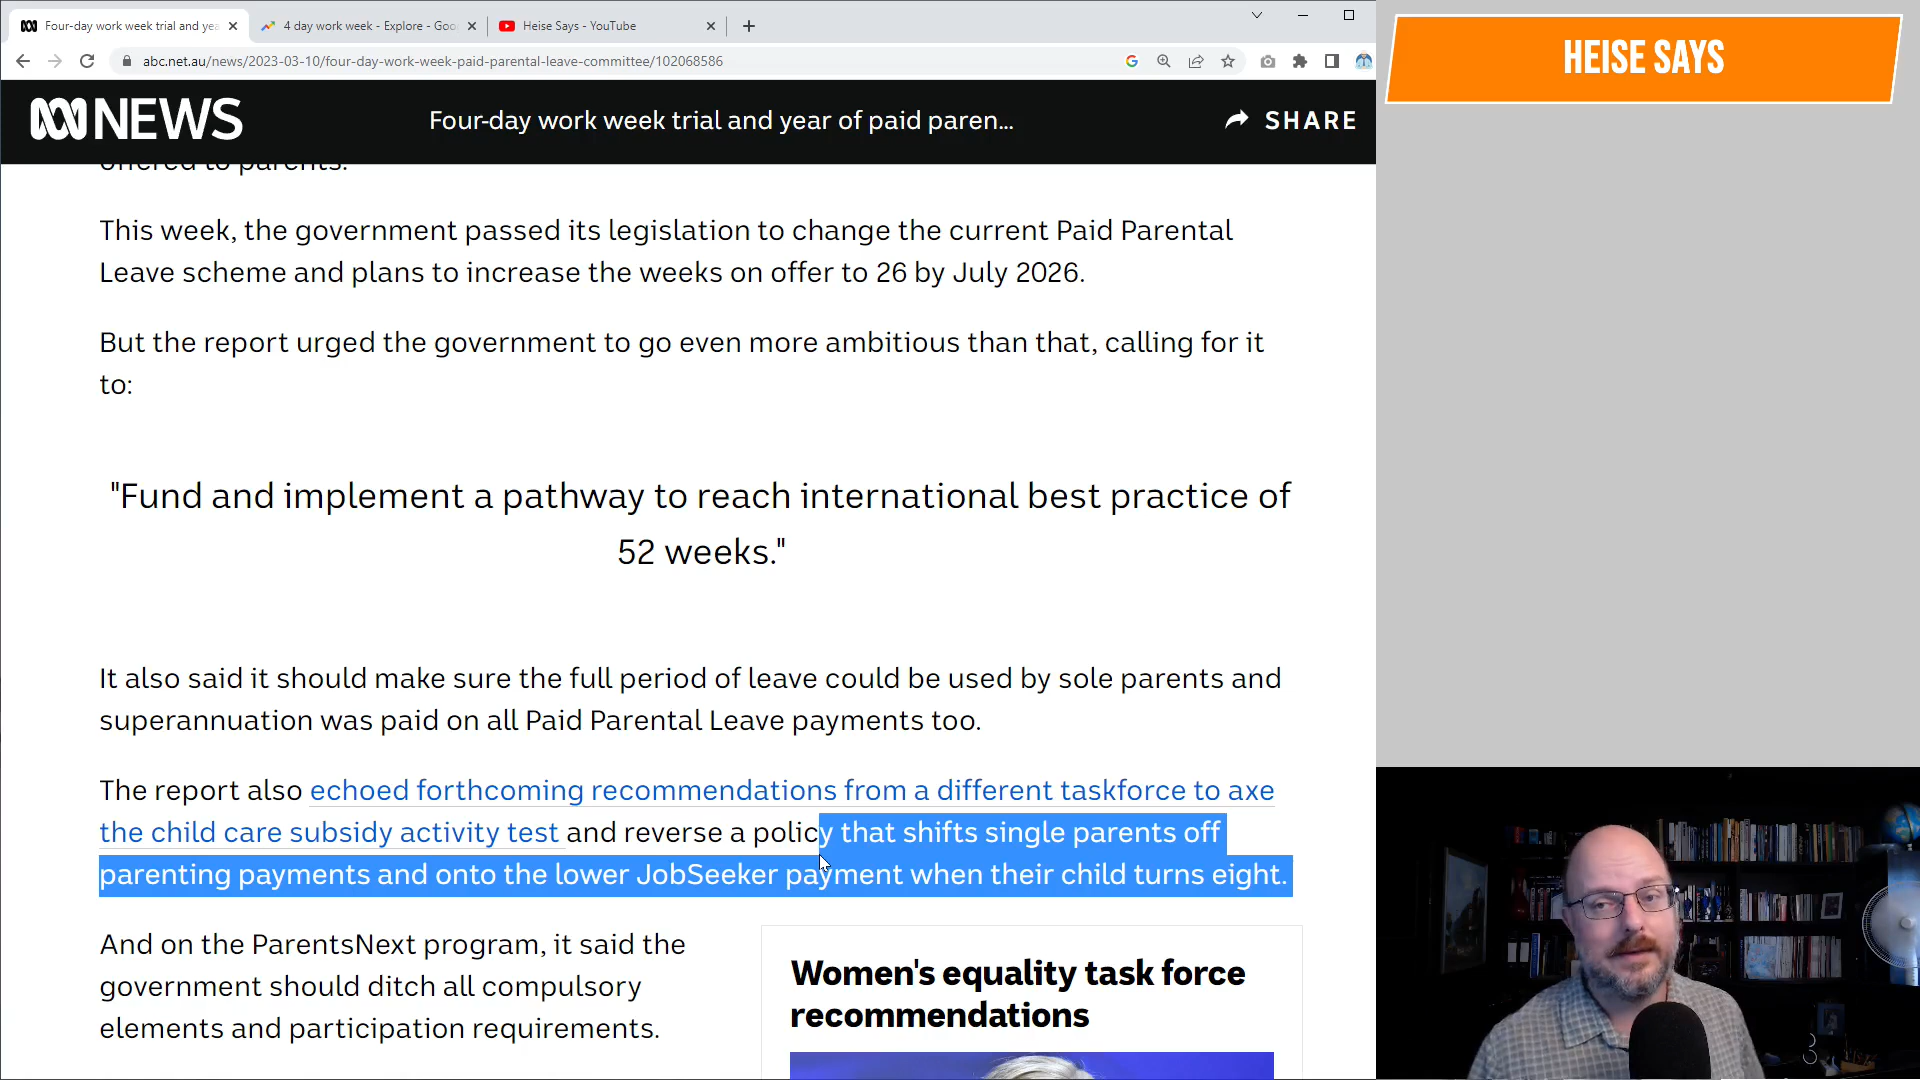 Four-day work week trial and yea
4 day work week - Explore - Goo
Heise Says - YouTube
abc.net.au/news/2023-03-10/four-day-work-week-paid-parental-leave-committee/102068586
HEISE SAYS
NEWS
Four-day work week trial and year of paid paren...
SHARE
offered to parents.
This week, the government passed its legislation to change the current Paid Parental
Leave scheme and plans to increase the weeks on offer to 26 by July 2026.
But the report urged the government to go even more ambitious than that, calling for it
to:
"Fund and implement a pathway to reach international best practice of
52 weeks."
It also said it should make sure the full period of leave could be used by sole parents and
superannuation was paid on all Paid Parental Leave payments too.
The report also echoed forthcoming recommendations from a different taskforce to axe
the child care subsidy activity test and reverse a policy that shifts single parents off
parenting payments and onto the lower JobSeeker payment when their child turns eight.
And on the ParentsNext program, it said the
government should ditch all compulsory
elements and participation requirements.
Women's equality task force
recommendations